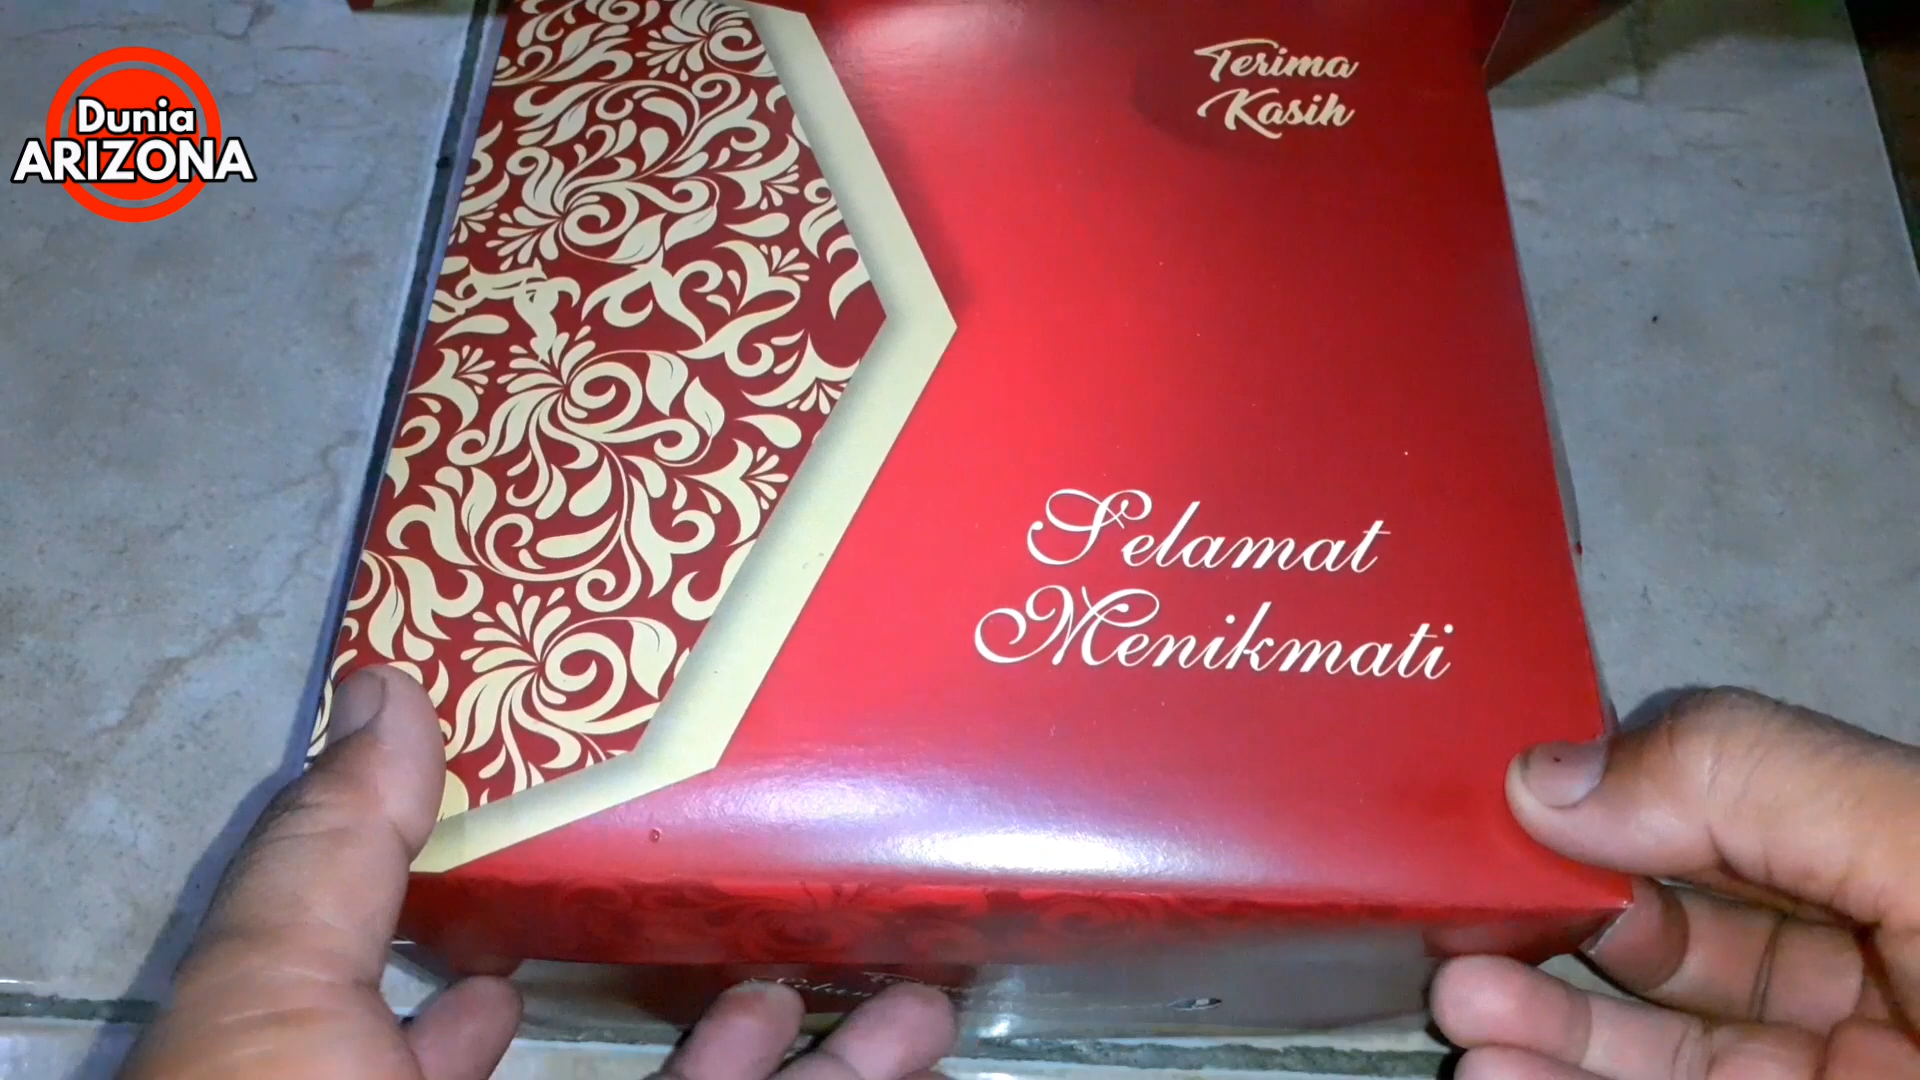 Dunia
ARIZONA
Terima
Kasih
Selamat
Menikmati